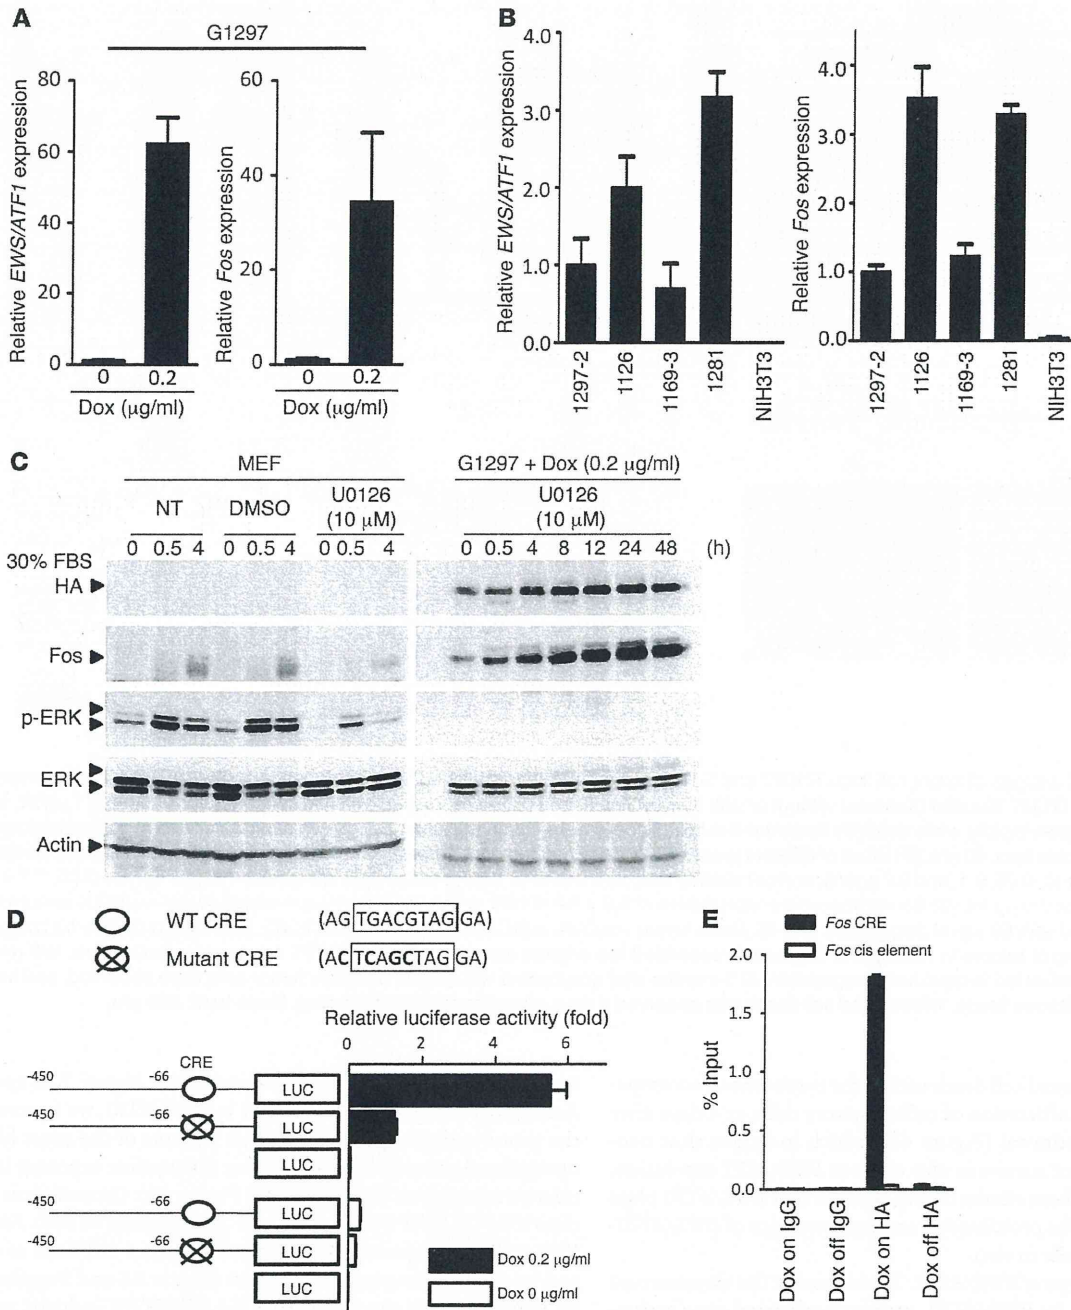 A
G1297
Relative EWS/ATF1 expression
80
60
40
20
0
0 0.2
Dox (µg/ml)
Relative Fos expression
60
40
20
0
0 0.2
Dox (µg/ml)
B
Relative EWS/ATF1 expression
4.0
3.0
2.0
1.0
0.0
1297-2
1126
1169-3
1281
NIH3T3
Relative Fos expression
4.0
3.0
2.0
1.0
0.0
1297-2
1126
1169-3
1281
NIH3T3
C
MEF
G1297 + Dox (0.2 µg/ml)
NT DMSO U0126 (10 µM)
U0126 (10 µM)
30% FBS
0 0.5 4 0 0.5 4 0 0.5 4
0 0.5 4 8 12 24 48 (h)
HA
Fos
p-ERK
ERK
Actin
D
WT CRE (AG TGACGTAG GA)
Mutant CRE (AC TCAGCTAG GA)
Relative luciferase activity (fold)
0 2 4 6
CRE
-450 -66 LUC
-450 -66 LUC
LUC
-450 -66 LUC
-450 -66 LUC
LUC
Dox 0.2 µg/ml
Dox 0 µg/ml
E
Fos CRE
Fos cis element
% Input
1.5
1.0
0.5
0.0
Dox on IgG
Dox off IgG
Dox on HA
Dox off HA